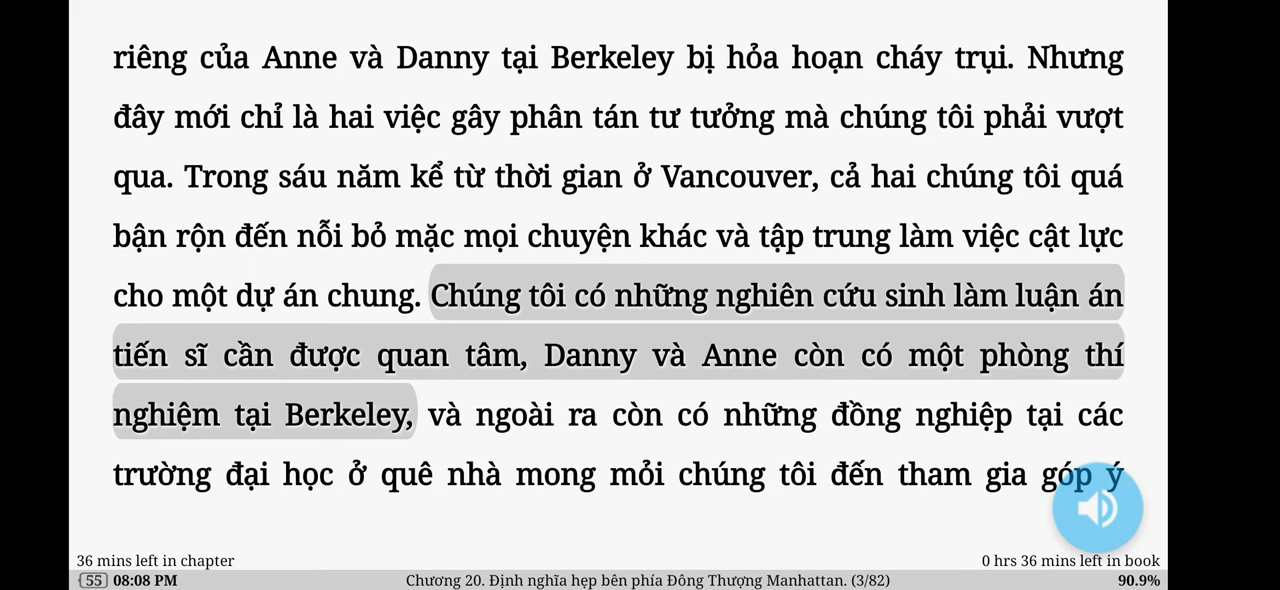 riêng của Anne và Danny tại Berkeley bị hỏa hoạn cháy trụi. Nhưng
đây mới chỉ là hai việc gây phân tán tư tưởng mà chúng tôi phải vượt
qua. Trong sáu năm kể từ thời gian ở Vancouver, cả hai chúng tôi quá
bận rộn đến nỗi bỏ mặc mọi chuyện khác và tập trung làm việc cật lực
cho một dự án chung. Chúng tôi có những nghiên cứu sinh làm luận án
tiến sĩ cần được quan tâm, Danny và Anne còn có một phòng thí
nghiệm tại Berkeley, và ngoài ra còn có những đồng nghiệp tại các
trường đại học ở quê nhà mong mỏi chúng tôi đến tham gia góp ý
36 mins left in chapter
0 hrs 36 mins left in book
55 08:08 PM
Chương 20. Định nghĩa hẹp bên phía Đông Thượng Manhattan. (3/82)
90.9%